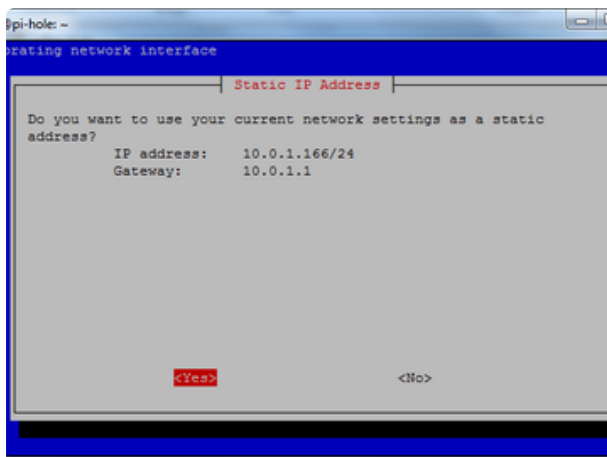 @pi-hole: ~
orating network interface
Static IP Address
Do you want to use your current network settings as a static
address?
IP address: 10.0.1.166/24
Gateway: 10.0.1.1
<Yes> <No>